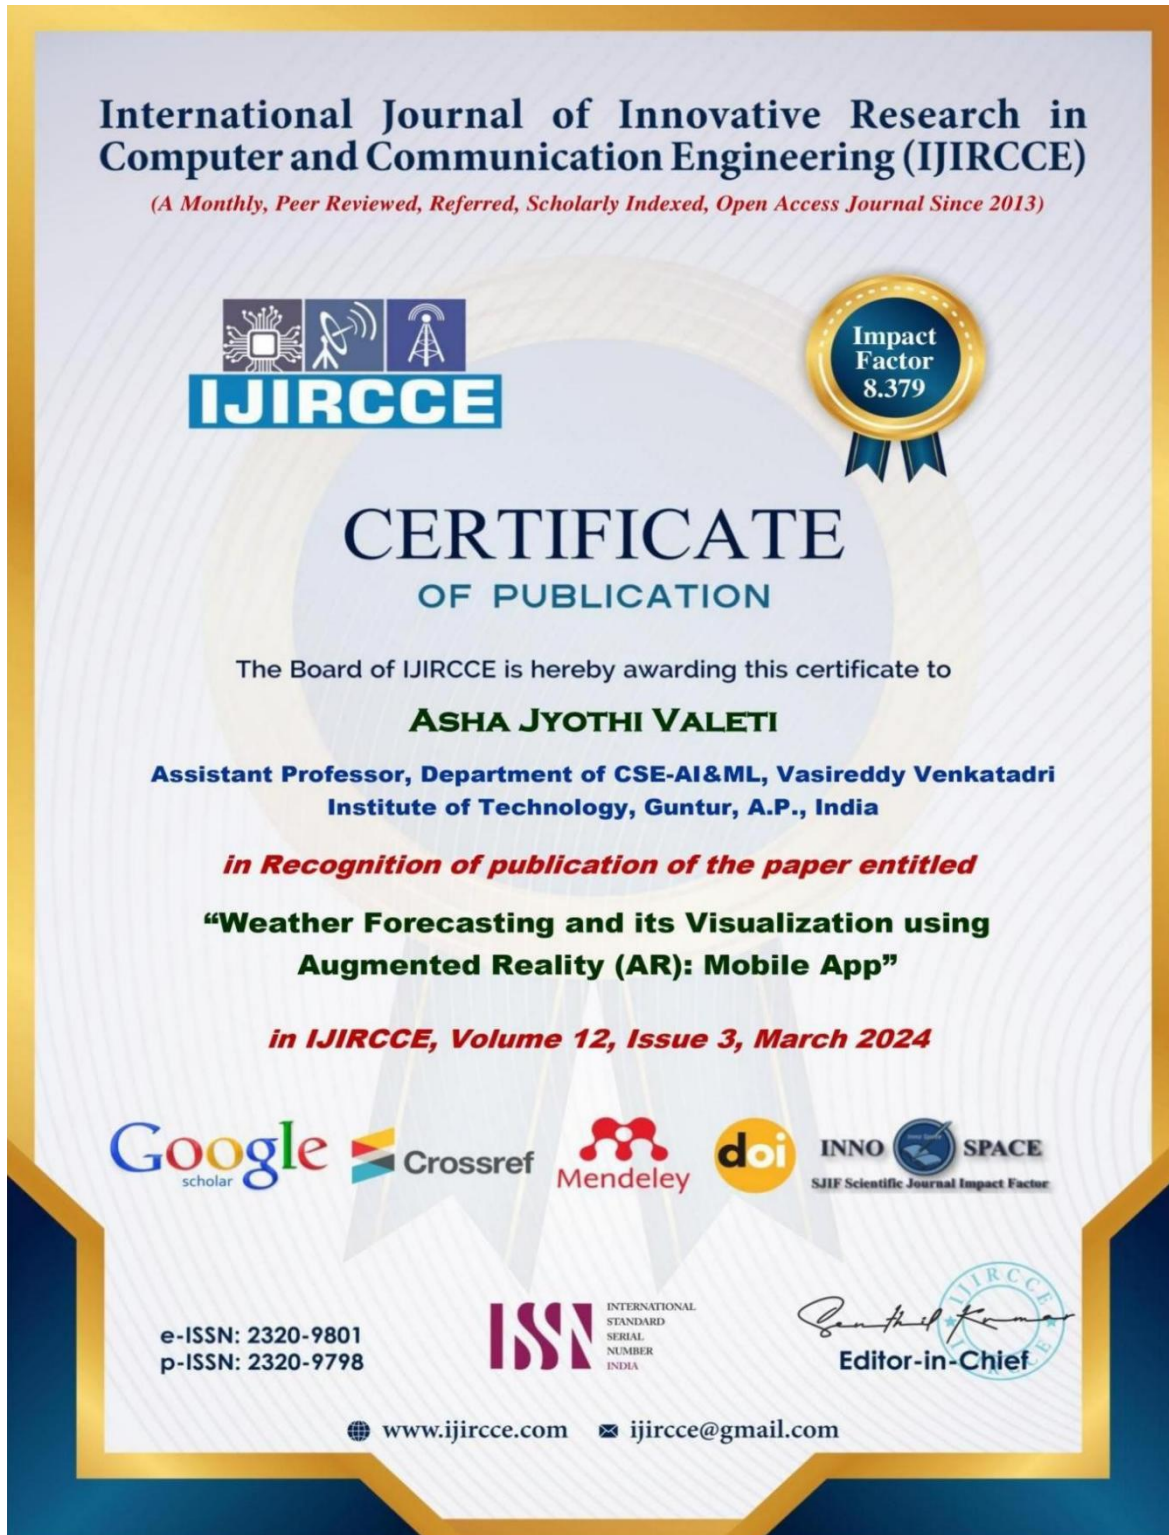 International Journal of Innovative Research in
Computer and Communication Engineering (IJIRCCE)
(A Monthly, Peer Reviewed, Referred, Scholarly Indexed, Open Access Journal Since 2013)
IJIRCCE
Impact
Factor
8.379
CERTIFICATE
OF PUBLICATION
The Board of IJIRCCE is hereby awarding this certificate to
ASHA JYOTHI VALETI
Assistant Professor, Department of CSE-AI&ML, Vasireddy Venkatadri
Institute of Technology, Guntur, A.P., India
in Recognition of publication of the paper entitled
“Weather Forecasting and its Visualization using
Augmented Reality (AR): Mobile App”
in IJIRCCE, Volume 12, Issue 3, March 2024
Google
scholar
Crossref
Mendeley
doi
INNO SPACE
SJIF Scientific Journal Impact Factor
e-ISSN: 2320-9801
p-ISSN: 2320-9798
ISSN
INTERNATIONAL
STANDARD
SERIAL
NUMBER
INDIA
Senthil Kumar
IJIRCCE
Editor-in-Chief
www.ijircce.com ijircce@gmail.com